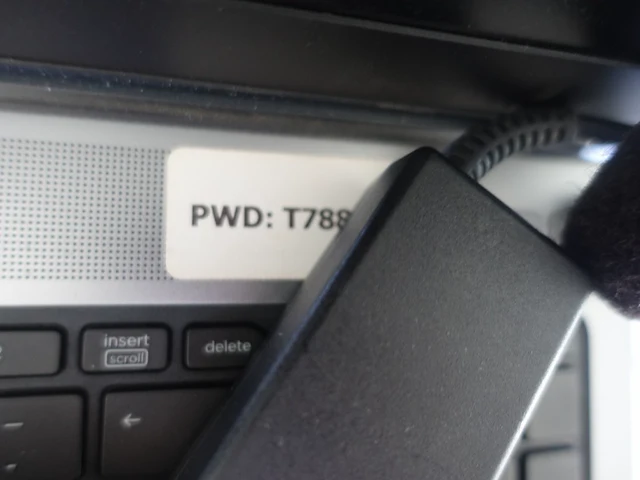 PWD: T788
insert
scroll
delete